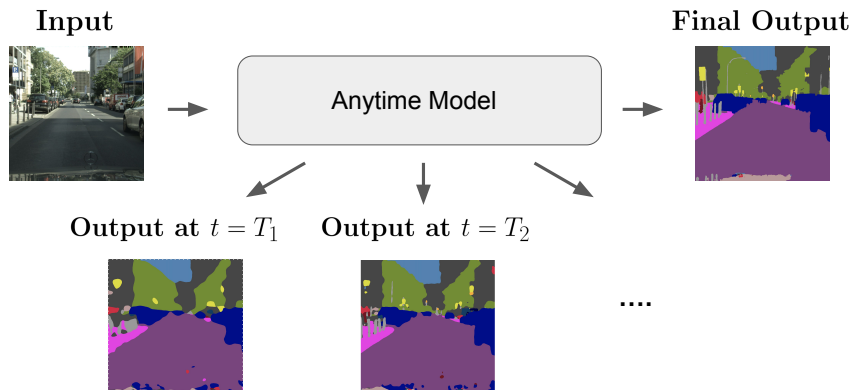 Input
Final Output
Anytime Model
Output at t = T₁
Output at t = T₂
....